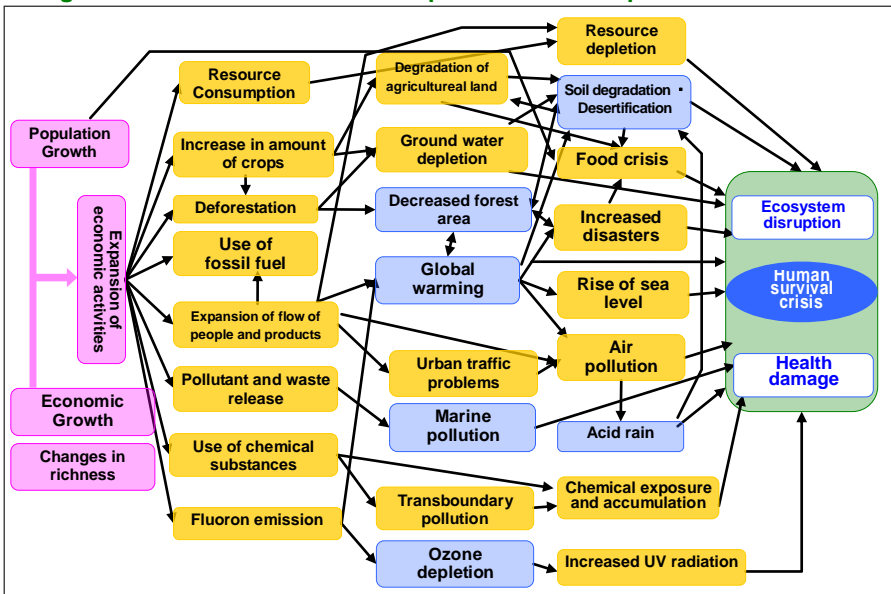 Population
Growth
Expansion of
economic activities
Economic
Growth
Changes in
richness
Resource
Consumption
Increase in amount
of crops
Deforestation
Use of
fossil fuel
Expansion of flow of
people and products
Pollutant and waste
release
Use of chemical
substances
Fluoron emission
Degradation of
agricultureal land
Ground water
depletion
Decreased forest
area
Global
warming
Urban traffic
problems
Marine
pollution
Transboundary
pollution
Ozone
depletion
Resource
depletion
Soil degradation・
Desertification
Food crisis
Increased
disasters
Rise of sea
level
Air
pollution
Acid rain
Chemical exposure
and accumulation
Increased UV radiation
Ecosystem
disruption
Human
survival
crisis
Health
damage